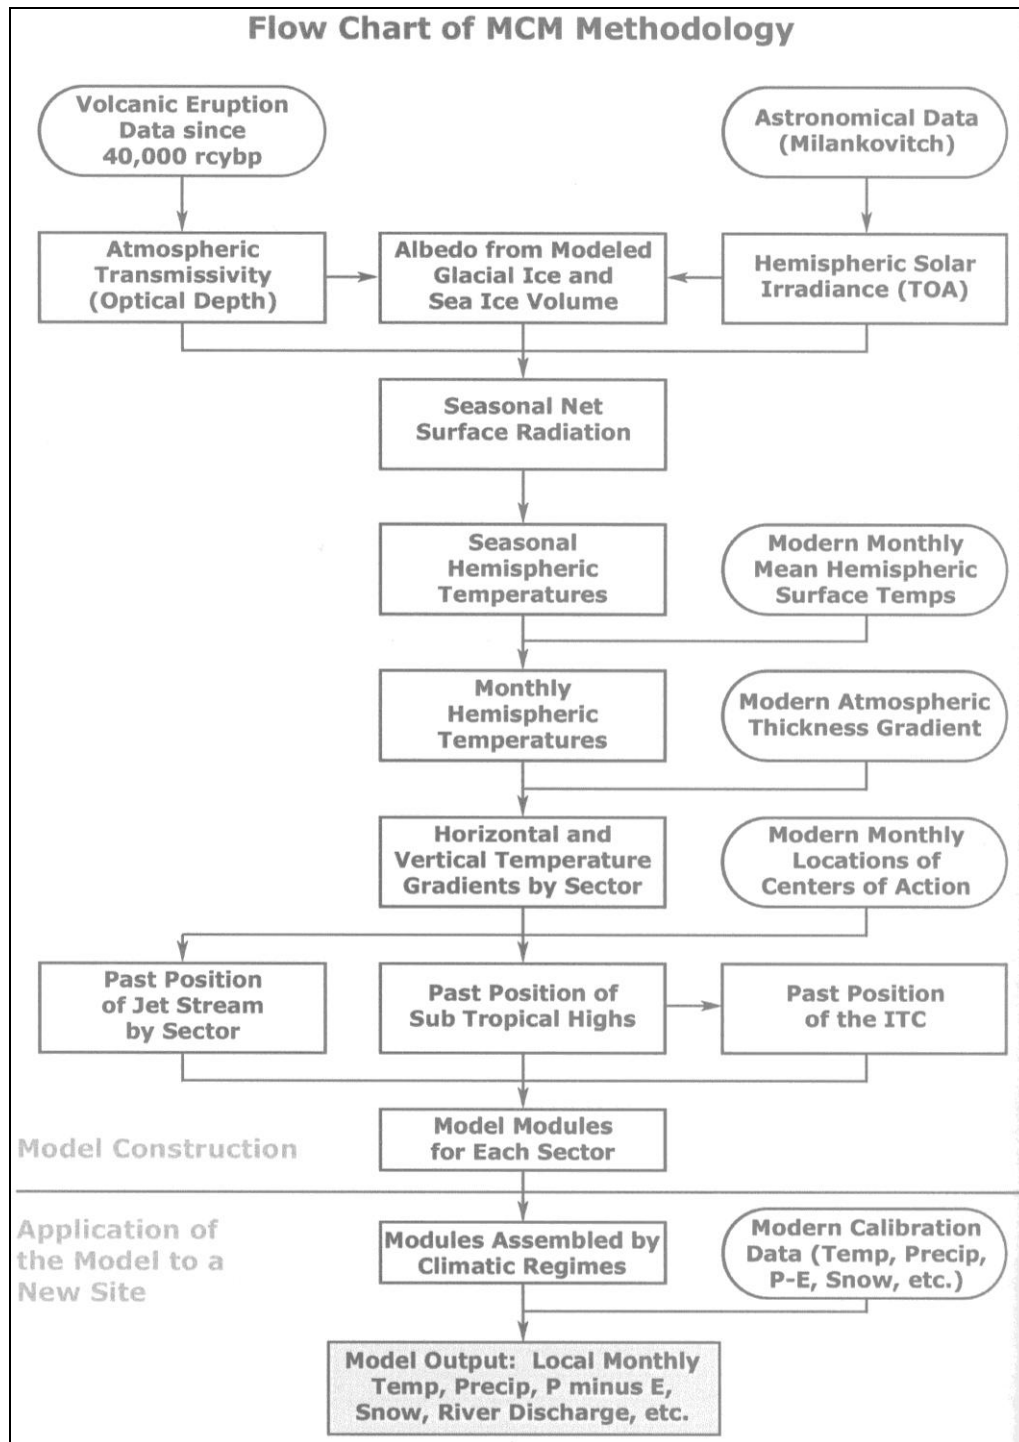 Flow Chart of MCM Methodology
Volcanic Eruption
Data since
40,000 rcybp
Astronomical Data
(Milankovitch)
Atmospheric
Transmissivity
(Optical Depth)
Albedo from Modeled
Glacial Ice and
Sea Ice Volume
Hemispheric Solar
Irradiance (TOA)
Seasonal Net
Surface Radiation
Seasonal
Hemispheric
Temperatures
Modern Monthly
Mean Hemispheric
Surface Temps
Monthly
Hemispheric
Temperatures
Modern Atmospheric
Thickness Gradient
Horizontal and
Vertical Temperature
Gradients by Sector
Modern Monthly
Locations of
Centers of Action
Past Position
of Jet Stream
by Sector
Past Position of
Sub Tropical Highs
Past Position
of the ITC
Model Modules
for Each Sector
Model Construction
Application of
the Model to a
New Site
Modules Assembled by
Climatic Regimes
Modern Calibration
Data (Temp, Precip,
P-E, Snow, etc.)
Model Output: Local Monthly
Temp, Precip, P minus E,
Snow, River Discharge, etc.